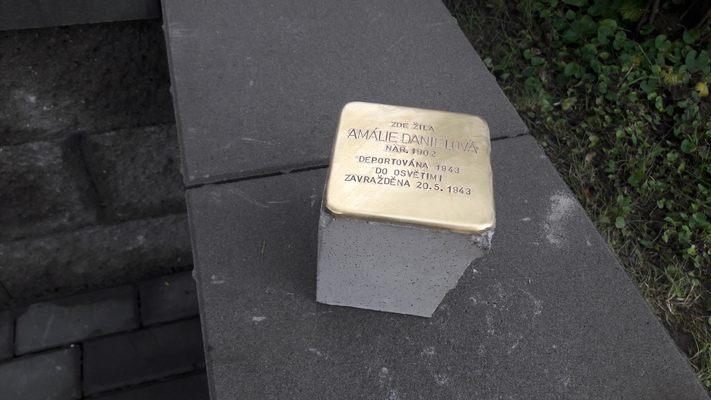 ZDE ŽILA
AMÁLIE DANIELOVÁ
NAR. 1902
DEPORTOVÁNA 1943
DO OSVĚTIMI
ZAVRAŽDĚNA 20.5.1943